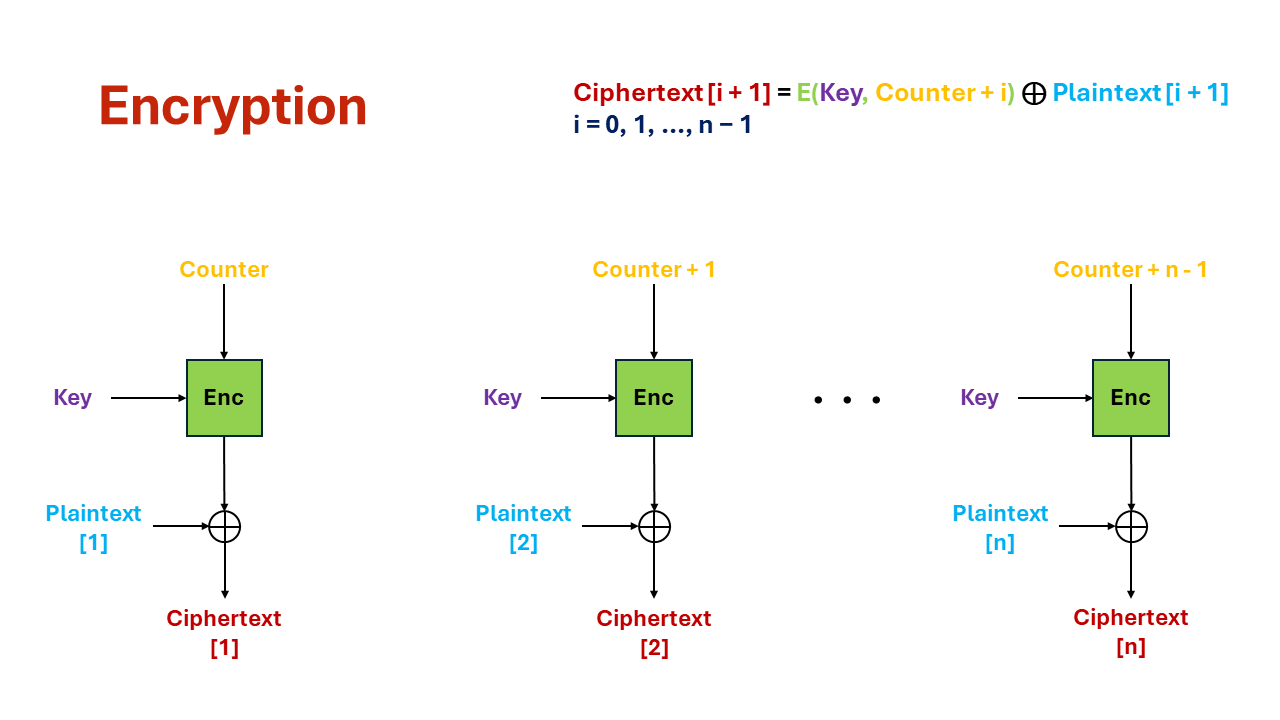 Encryption
Ciphertext[i + 1] = E(Key, Counter + i) ⊕ Plaintext[i + 1]
i = 0, 1, ..., n − 1
Counter
Counter + 1
Counter + n - 1
Key
Enc
Key
Enc
. . .
Key
Enc
Plaintext
[1]
Plaintext
[2]
Plaintext
[n]
Ciphertext
[1]
Ciphertext
[2]
Ciphertext
[n]